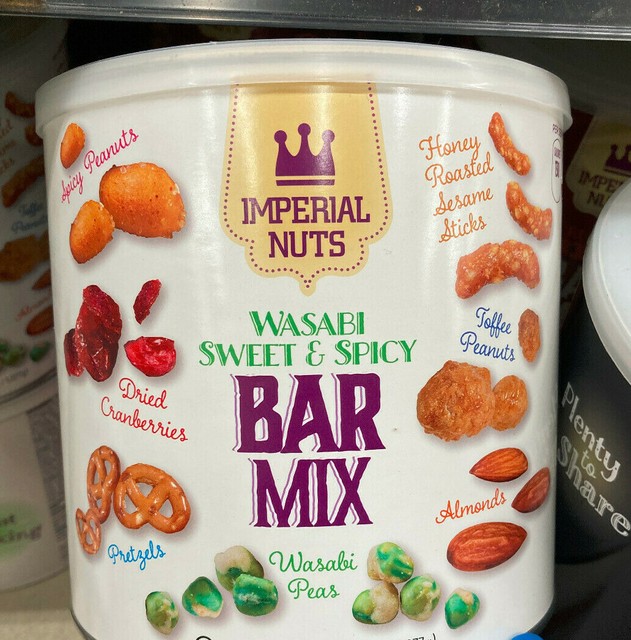 IMPERIAL
NUTS
WASABI
SWEET & SPICY
BAR
MIX
Spicy Peanuts
Dried
Cranberries
Pretzels
Wasabi
Peas
Honey
Roasted
Sesame
Sticks
Toffee
Peanuts
Almonds
Plenty
to
Share